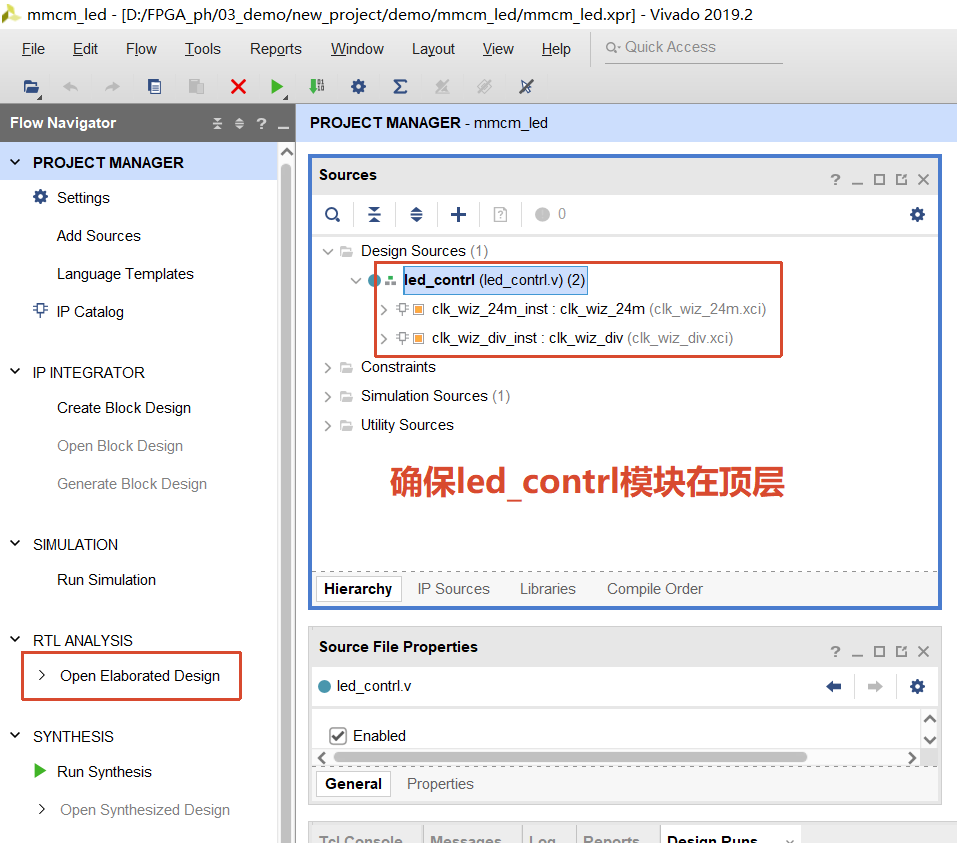 mmcm_led - [D:/FPGA_ph/03_demo/new_project/demo/mmcm_led/mmcm_led.xpr] - Vivado 2019.2
File Edit Flow Tools Reports Window Layout View Help Quick Access
Flow Navigator
PROJECT MANAGER
Settings
Add Sources
Language Templates
IP Catalog
IP INTEGRATOR
Create Block Design
Open Block Design
Generate Block Design
SIMULATION
Run Simulation
RTL ANALYSIS
Open Elaborated Design
SYNTHESIS
Run Synthesis
Open Synthesized Design
PROJECT MANAGER - mmcm_led
Sources
0
Design Sources (1)
led_contrl (led_contrl.v) (2)
clk_wiz_24m_inst : clk_wiz_24m (clk_wiz_24m.xci)
clk_wiz_div_inst : clk_wiz_div (clk_wiz_div.xci)
Constraints
Simulation Sources (1)
Utility Sources
确保led_contrl模块在顶层
Hierarchy IP Sources Libraries Compile Order
Source File Properties
led_contrl.v
Enabled
General Properties
Tcl Console Messages Log Reports Design Runs